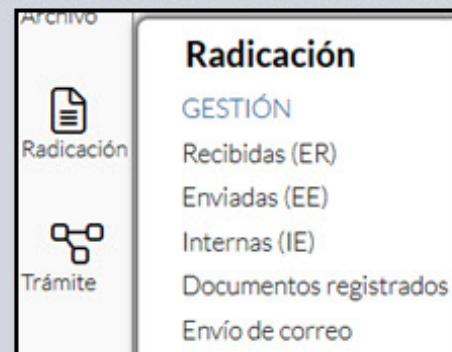 Archivo
Radicación
Trámite
Radicación
GESTIÓN
Recibidas (ER)
Enviadas (EE)
Internas (IE)
Documentos registrados
Envío de correo